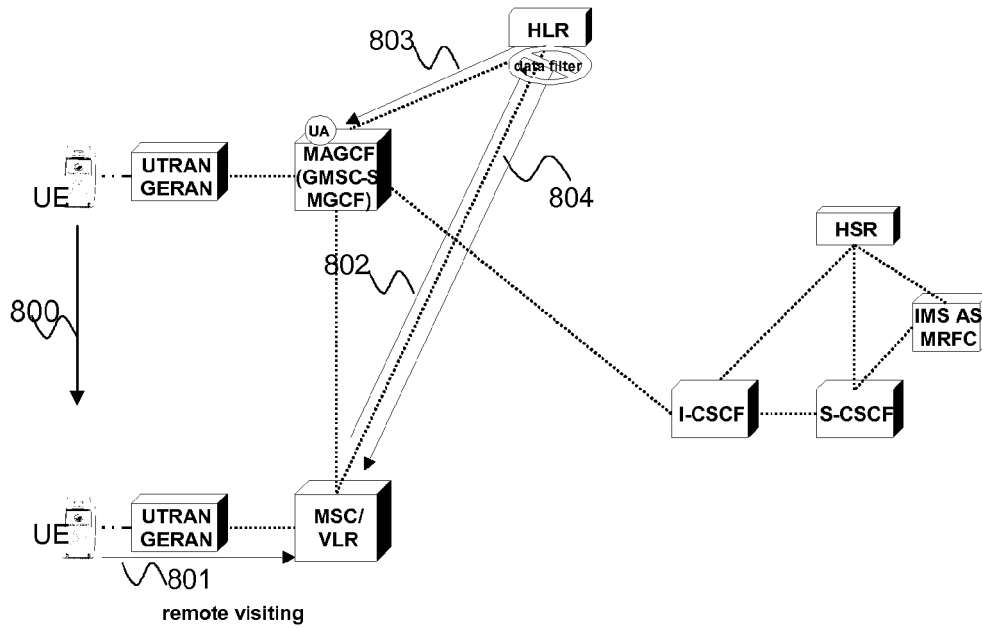 HLR
803
data filter
UA
MAGCF
(GMSC-S
MGCF)
UTRAN
GERAN
UE
804
HSR
802
800
IMS AS
MRFC
I-CSCF
S-CSCF
MSC/
VLR
UTRAN
GERAN
UE
801
remote visiting